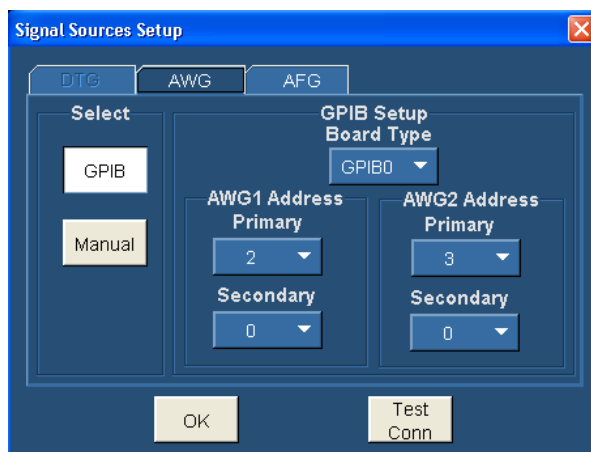 Signal Sources Setup
DTG AWG AFG
Select
GPIB
Manual
GPIB Setup
Board Type
GPIB0
AWG1 Address
Primary
2
Secondary
0
AWG2 Address
Primary
3
Secondary
0
OK
Test
Conn